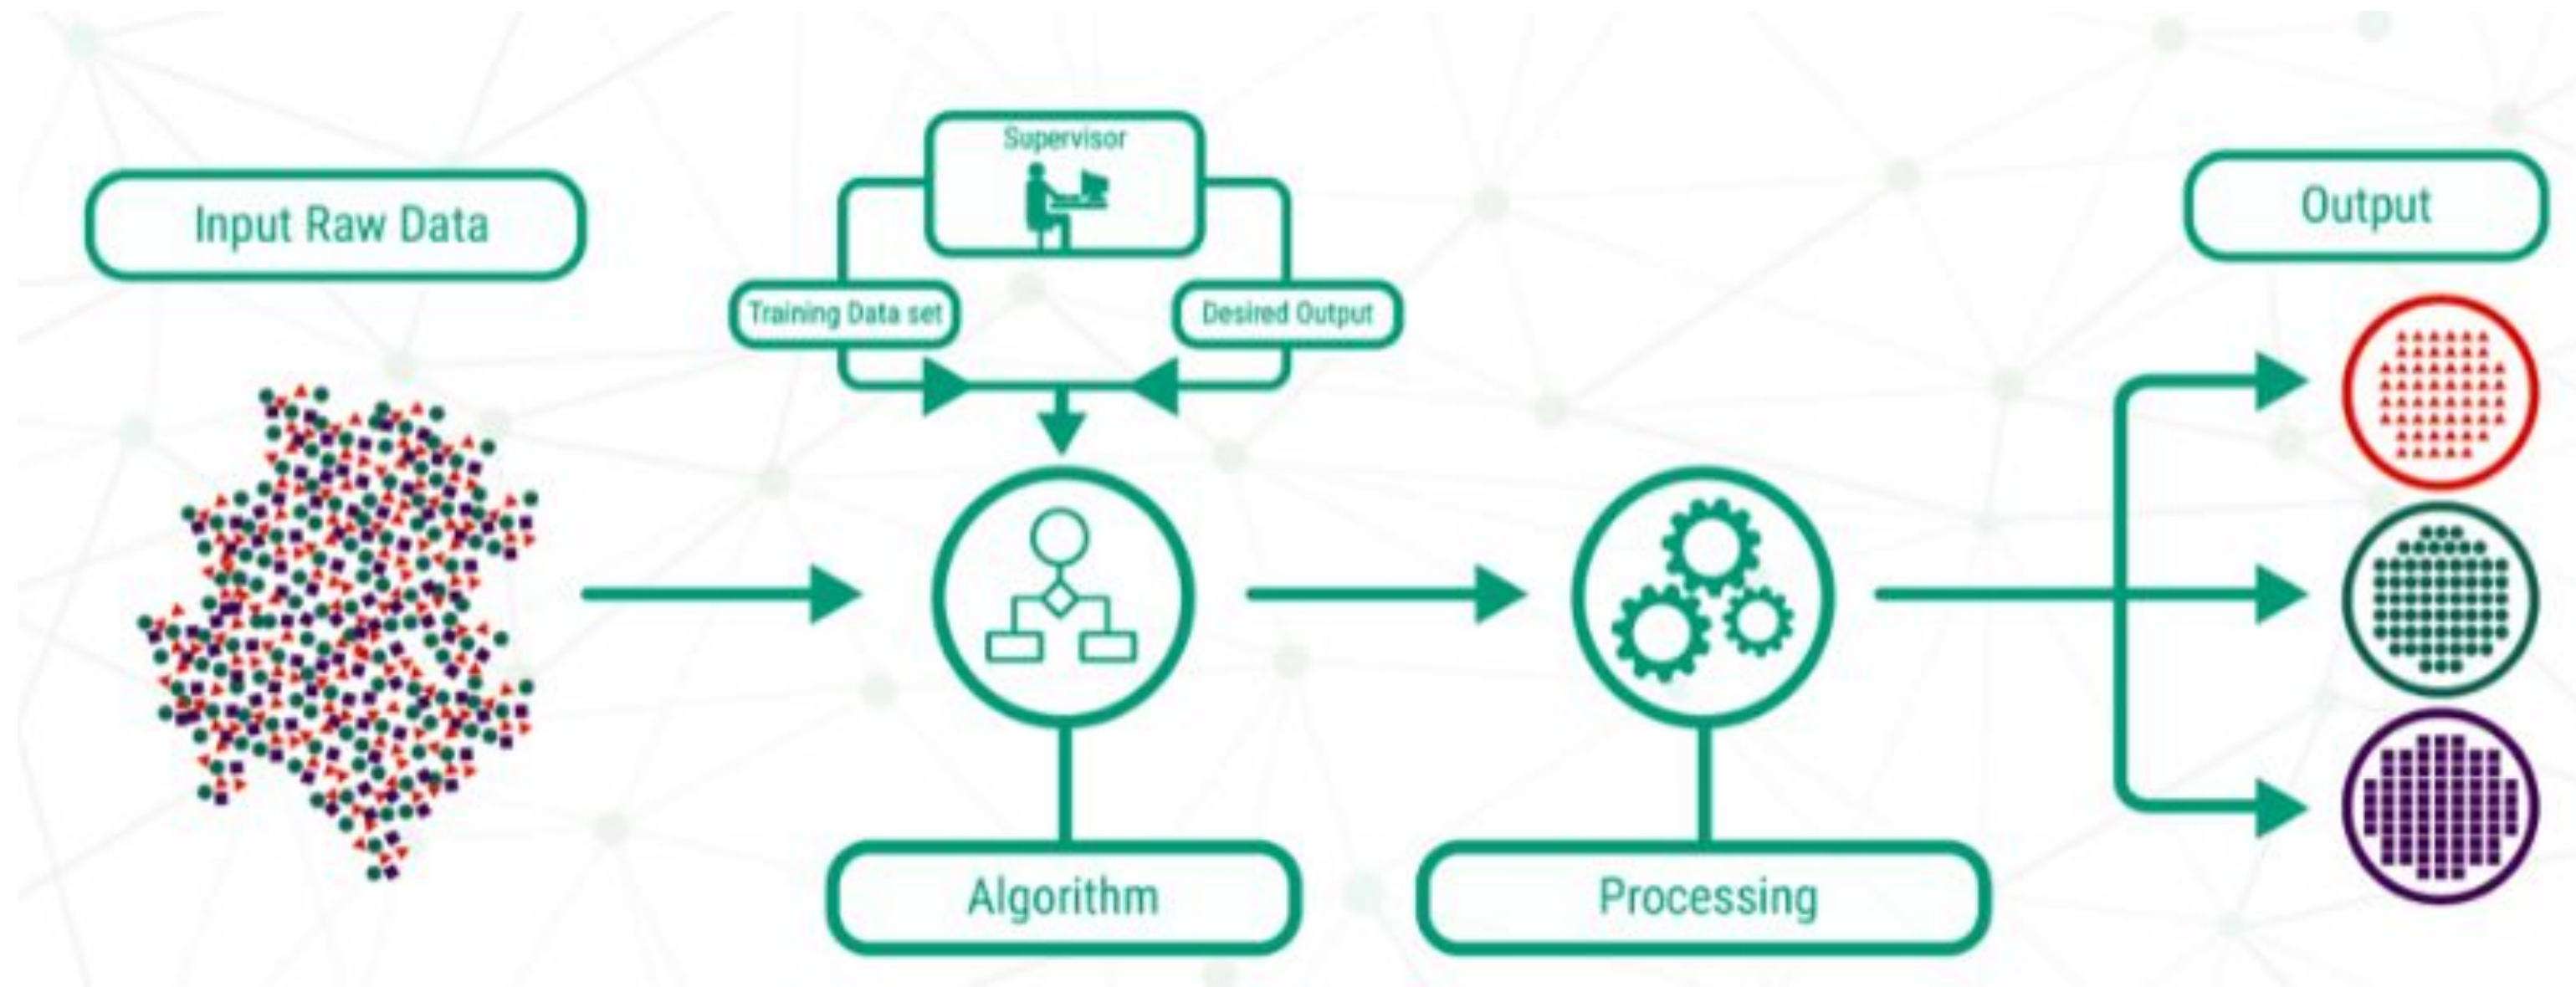 Input Raw Data
Supervisor
Training Data set
Desired Output
Algorithm
Processing
Output